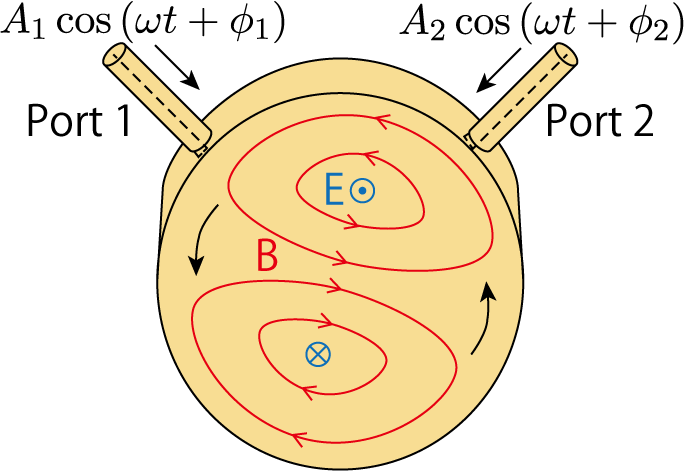 A₁ cos (ωt + ϕ₁)
A₂ cos (ωt + ϕ₂)
Port 1
Port 2
E
B